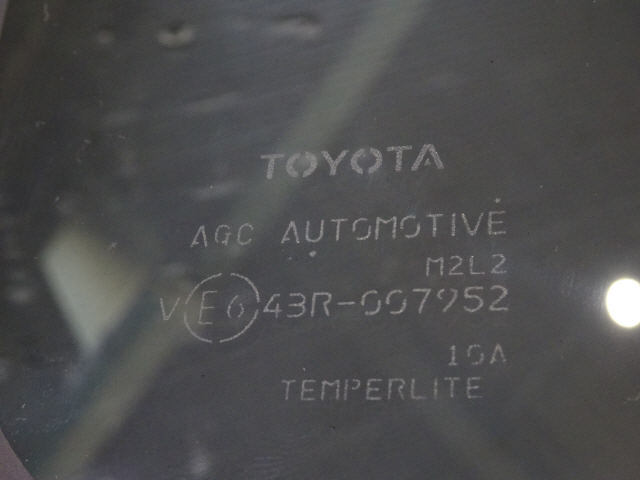 TOYOTA
AGC AUTOMOTIVE
M2L2
V E6 43R-007952
10A
TEMPERLITE